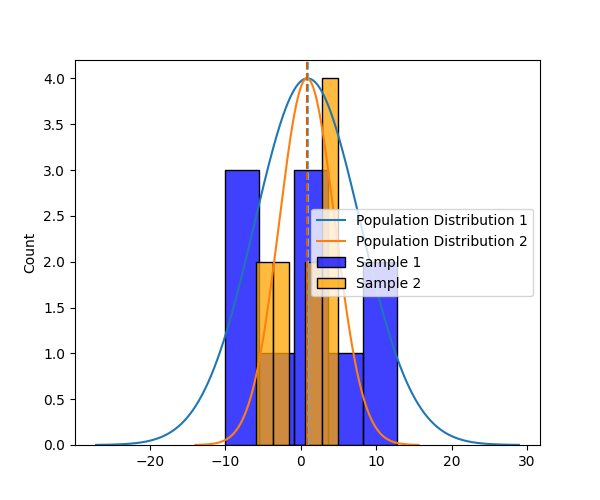 4.0
3.5
3.0
2.5
2.0
1.5
1.0
0.5
0.0
Count
Population Distribution 1
Population Distribution 2
Sample 1
Sample 2
−20 −10 0 10 20 30